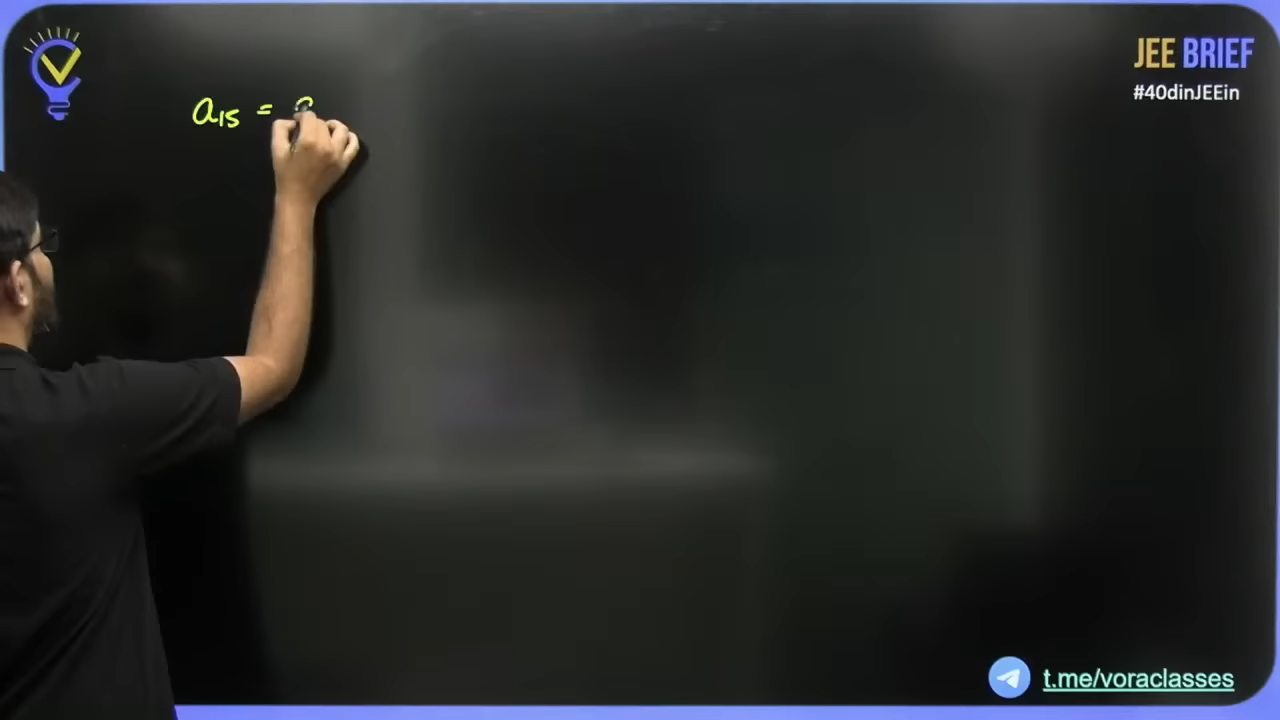 JEE BRIEF
#40dinJEEin
a₁₅ =
t.me/voraclasses